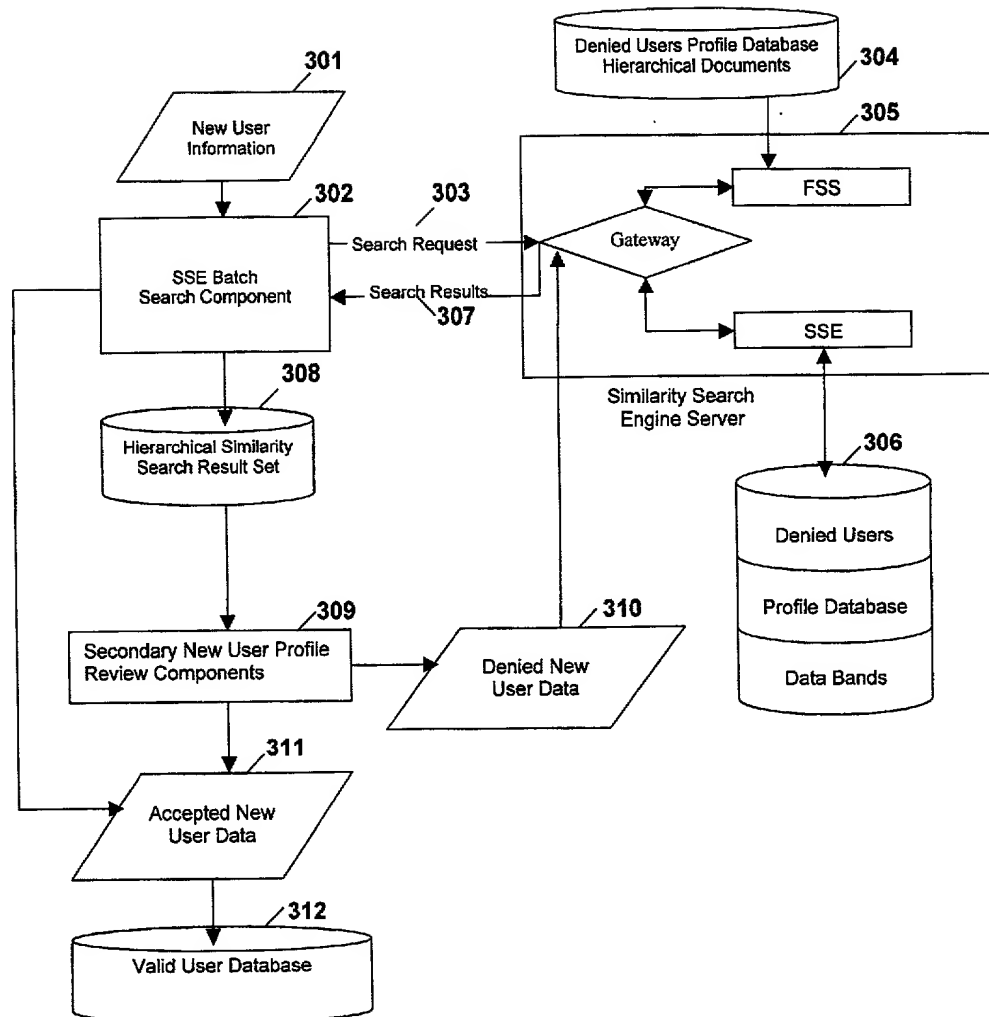 Denied Users Profile Database
Hierarchical Documents
304
301
New User
Information
305
FSS
302
303
Search Request
Gateway
SSE Batch
Search Component
Search Results
307
SSE
308
Similarity Search
Engine Server
Hierarchical Similarity
Search Result Set
306
Denied Users
Profile Database
Data Bands
309
310
Secondary New User Profile
Review Components
Denied New
User Data
311
Accepted New
User Data
312
Valid User Database